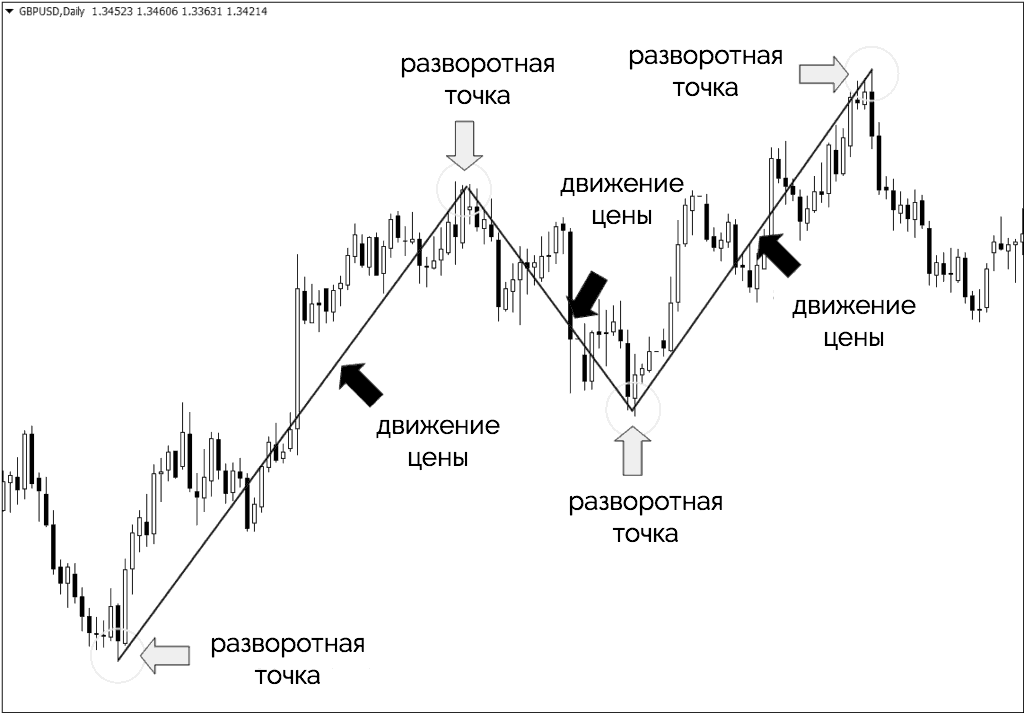 GBPUSD,Daily 1.34523 1.34606 1.33631 1.34214
разворотная
точка
разворотная
точка
движение
цены
движение
цены
движение
цены
разворотная
точка
разворотная
точка